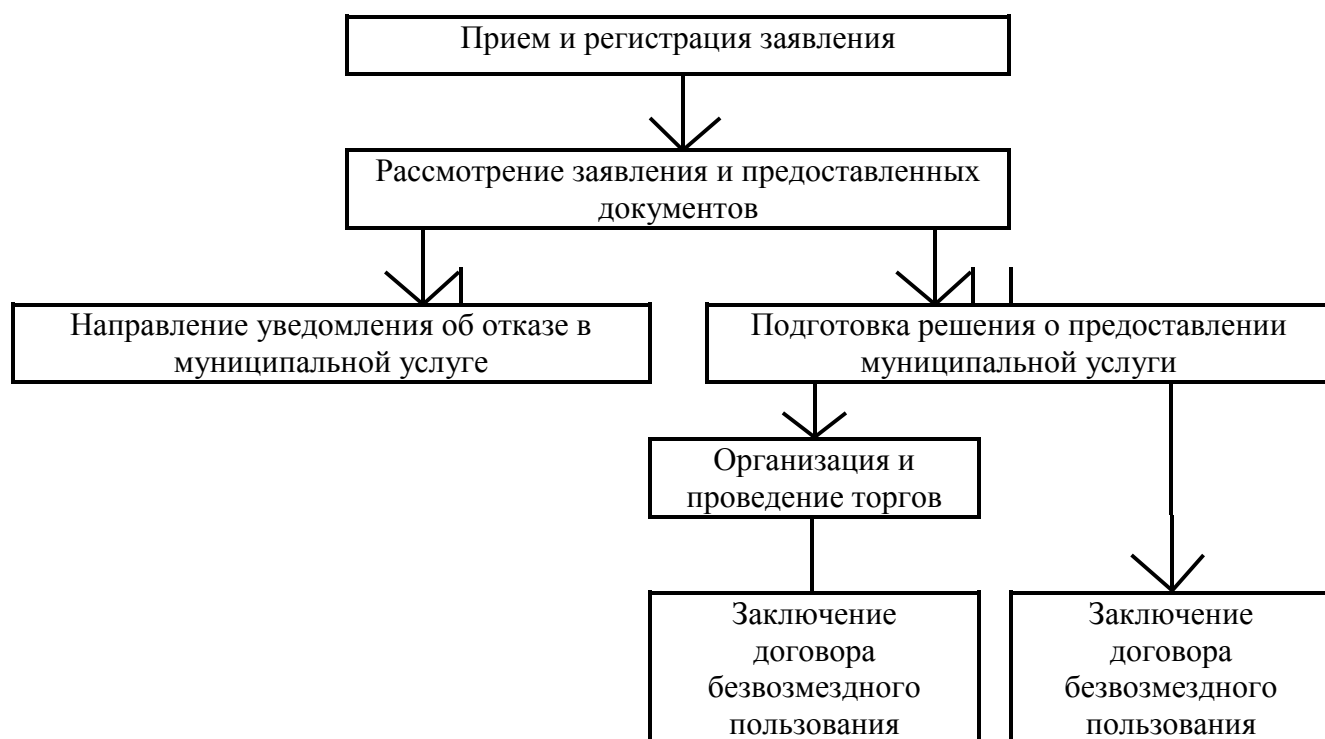 Прием и регистрация заявления
Рассмотрение заявления и предоставленных
документов
Направление уведомления об отказе в
муниципальной услуге
Подготовка решения о предоставлении
муниципальной услуги
Организация и
проведение торгов
Заключение
договора
безвозмездного
пользования
Заключение
договора
безвозмездного
пользования